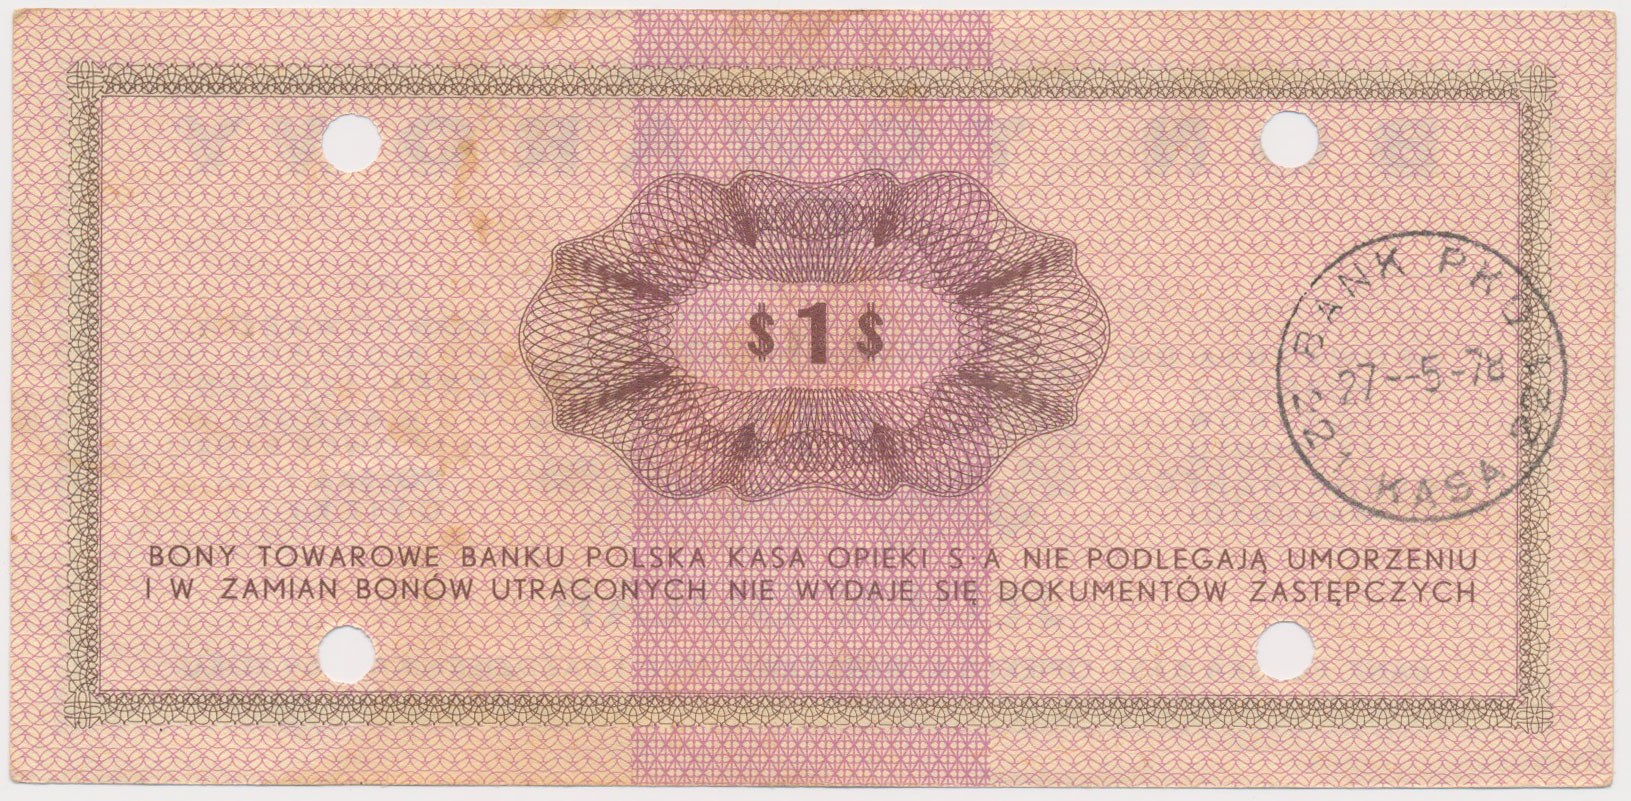 $ 1 $
BANK PKO
27--5-78
KASA
BONY TOWAROWE BANKU POLSKA KASA OPIEKI S·A NIE PODLEGAJĄ UMORZENIU
I W ZAMIAN BONÓW UTRACONYCH NIE WYDAJE SIĘ DOKUMENTÓW ZASTĘPCZYCH